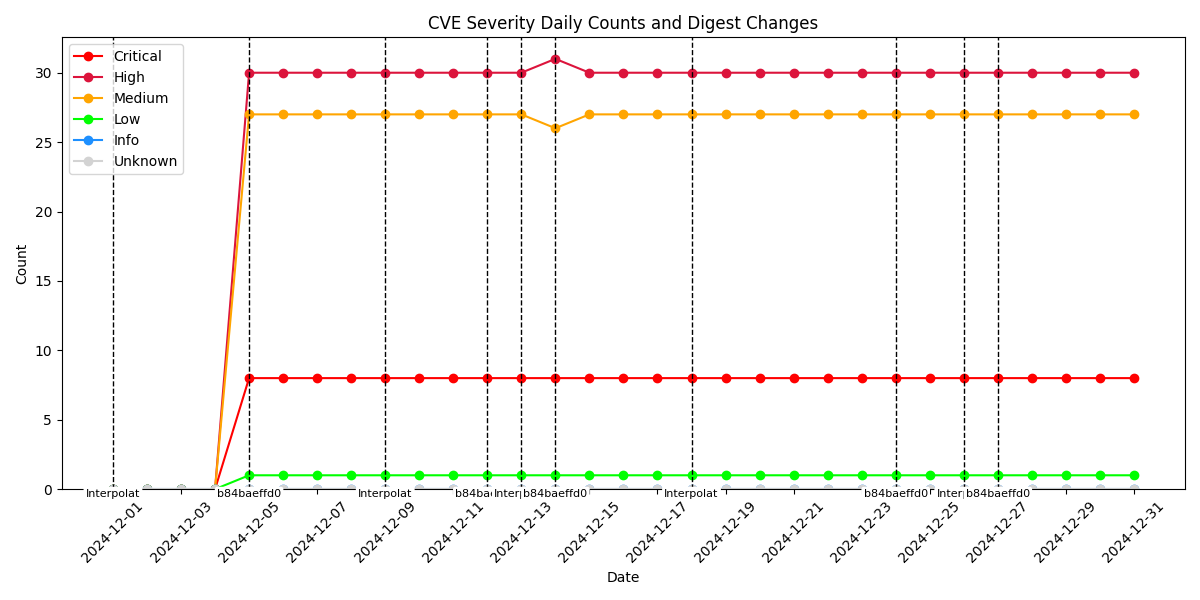 CVE Severity Daily Counts and Digest Changes
Critical
High
Medium
Low
Info
Unknown
Count
30
25
20
15
10
5
0
Interpolat
b84baeffd0
Interpolat
b84baeffd0
Interpolat
b84baeffd0
Interpolat
2024-12-01
2024-12-03
2024-12-05
2024-12-07
2024-12-09
2024-12-11
2024-12-13
2024-12-15
2024-12-17
2024-12-19
2024-12-21
2024-12-23
2024-12-25
2024-12-27
2024-12-29
2024-12-31
Date